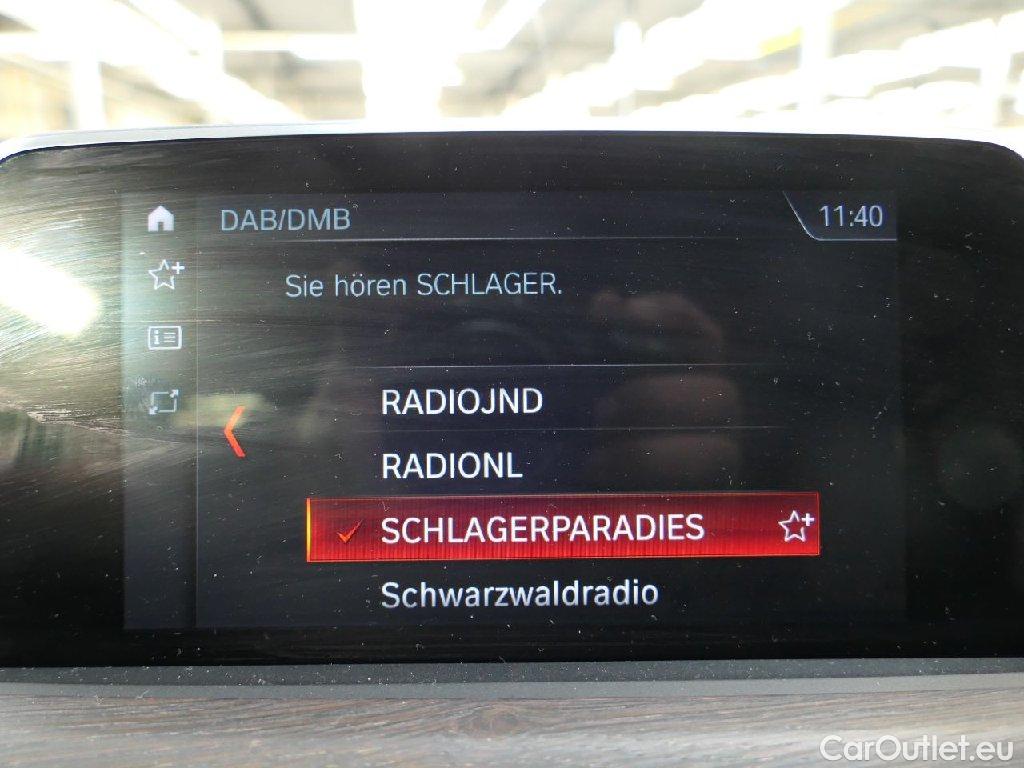 DAB/DMB
11:40
Sie hören SCHLAGER.
RADIOJND
RADIONL
SCHLAGERPARADIES
Schwarzwaldradio
CarOutlet.eu